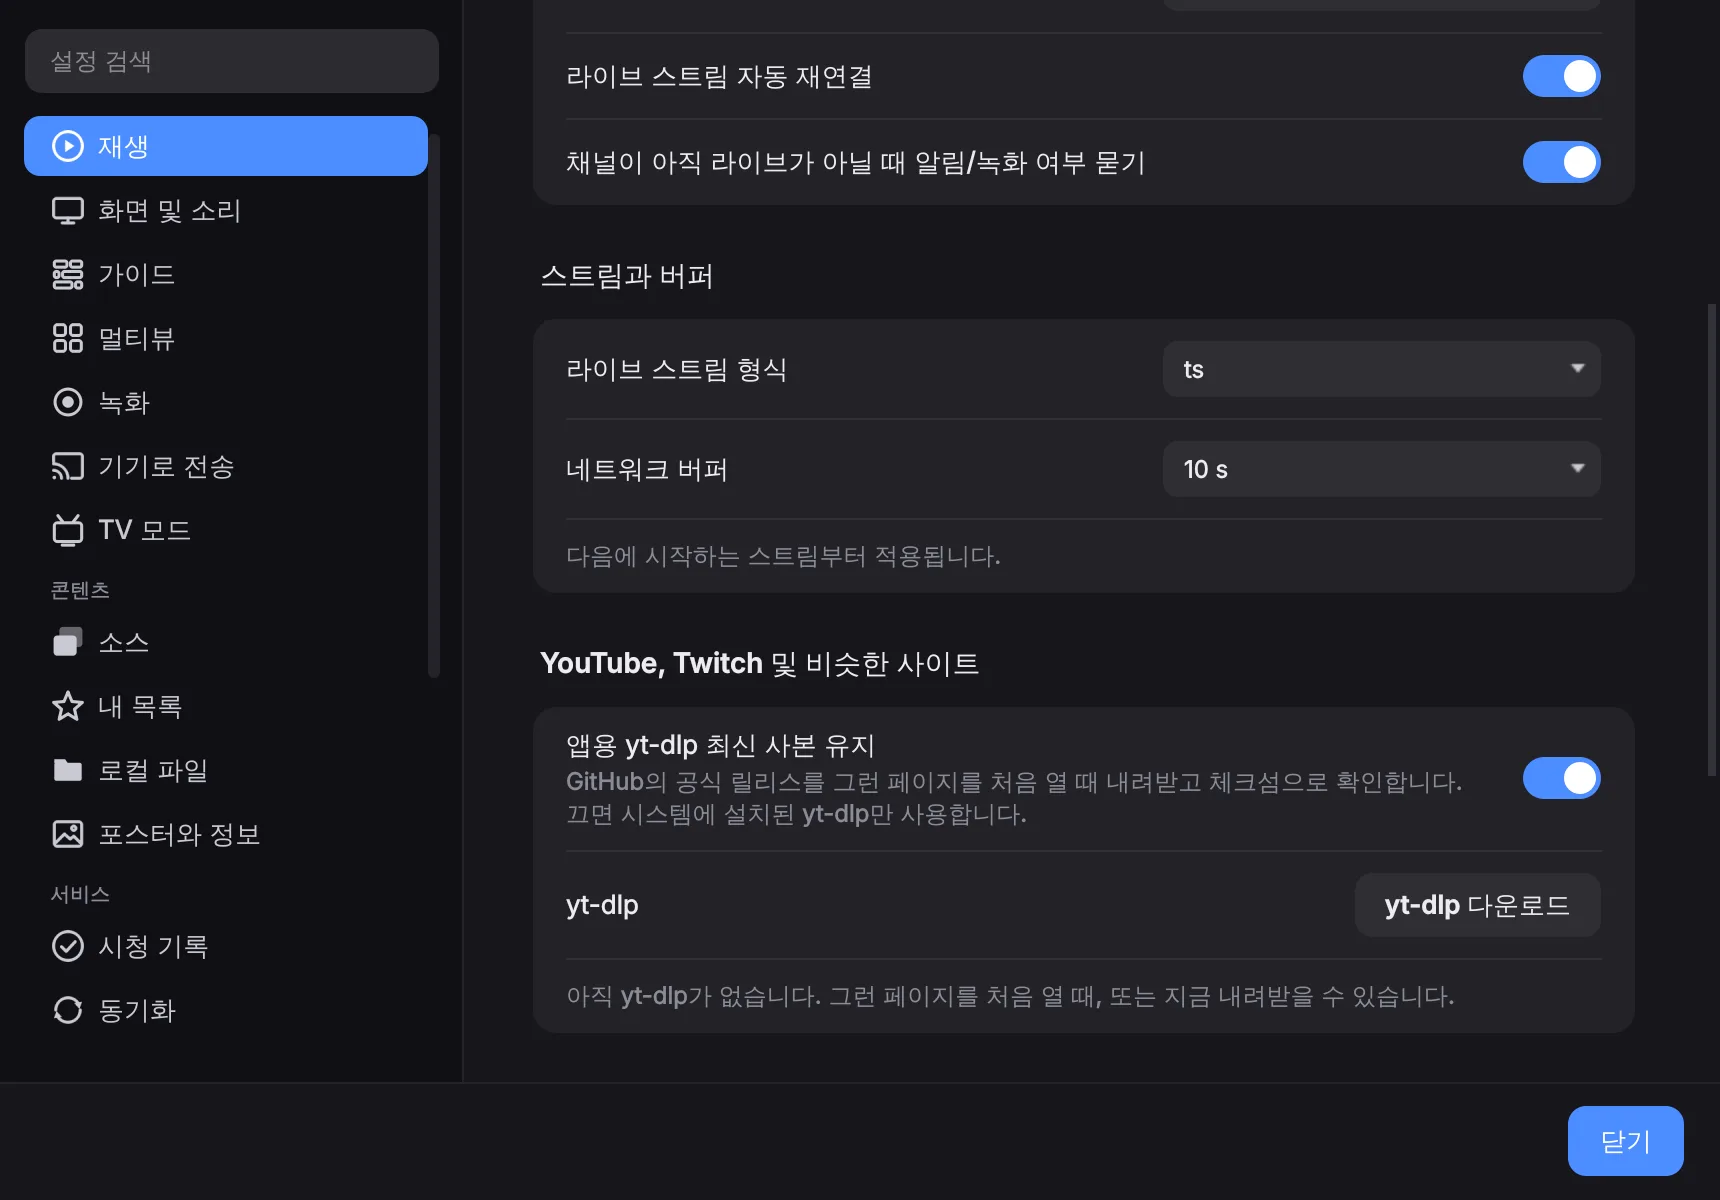 설정 검색
재생
화면 및 소리
가이드
멀티뷰
녹화
기기로 전송
TV 모드
콘텐츠
소스
내 목록
로컬 파일
포스터와 정보
서비스
시청 기록
동기화
라이브 스트림 자동 재연결
채널이 아직 라이브가 아닐 때 알림/녹화 여부 묻기
스트림과 버퍼
라이브 스트림 형식
ts
네트워크 버퍼
10 s
다음에 시작하는 스트림부터 적용됩니다.
YouTube, Twitch 및 비슷한 사이트
앱용 yt-dlp 최신 사본 유지
GitHub의 공식 릴리스를 그런 페이지를 처음 열 때 내려받고 체크섬으로 확인합니다.
끄면 시스템에 설치된 yt-dlp만 사용합니다.
yt-dlp
yt-dlp 다운로드
아직 yt-dlp가 없습니다. 그런 페이지를 처음 열 때, 또는 지금 내려받을 수 있습니다.
닫기